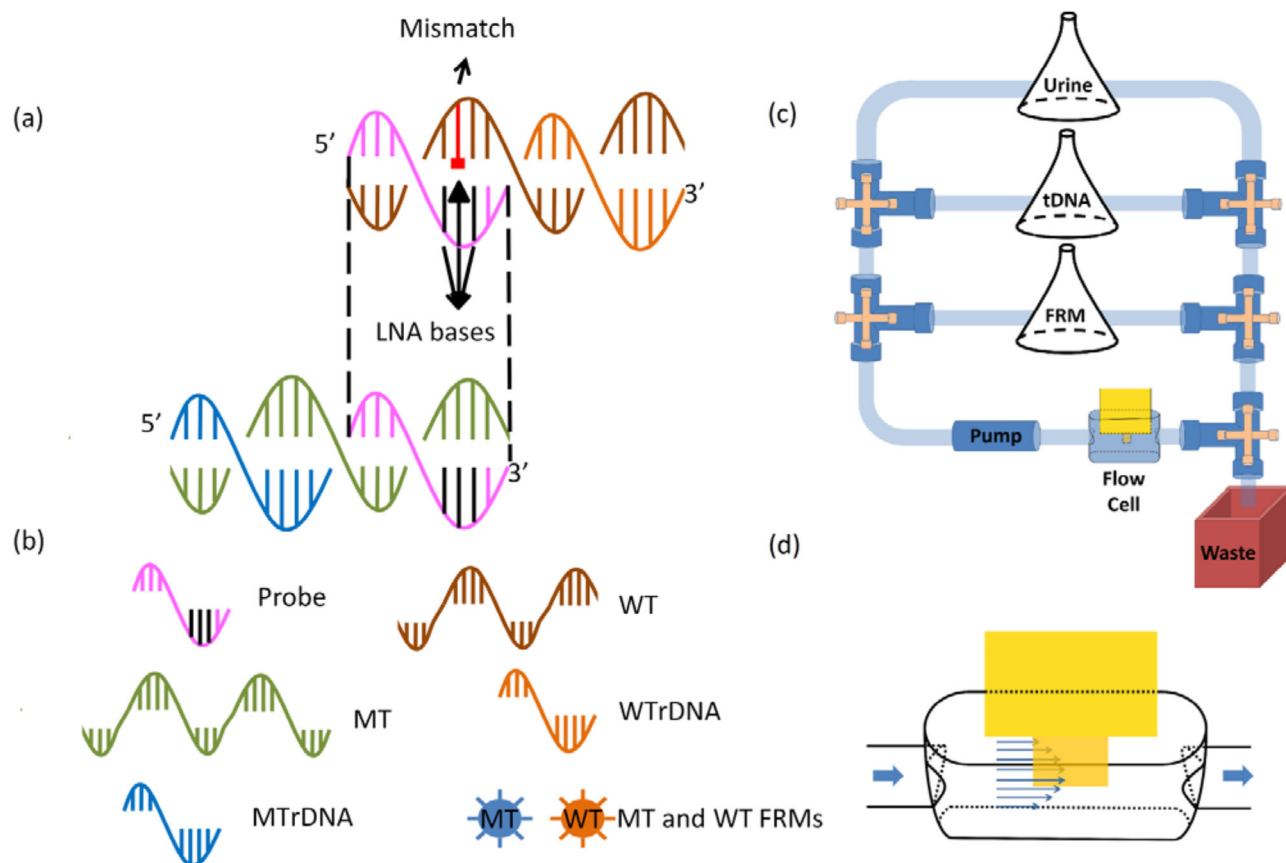 (a)
Mismatch
5’
3’
LNA bases
5’
3’
(b)
Probe
WT
MT
WTrDNA
MTrDNA
MT
WT
MT and WT FRMs
(c)
Urine
tDNA
FRM
Pump
Flow
Cell
Waste
(d)